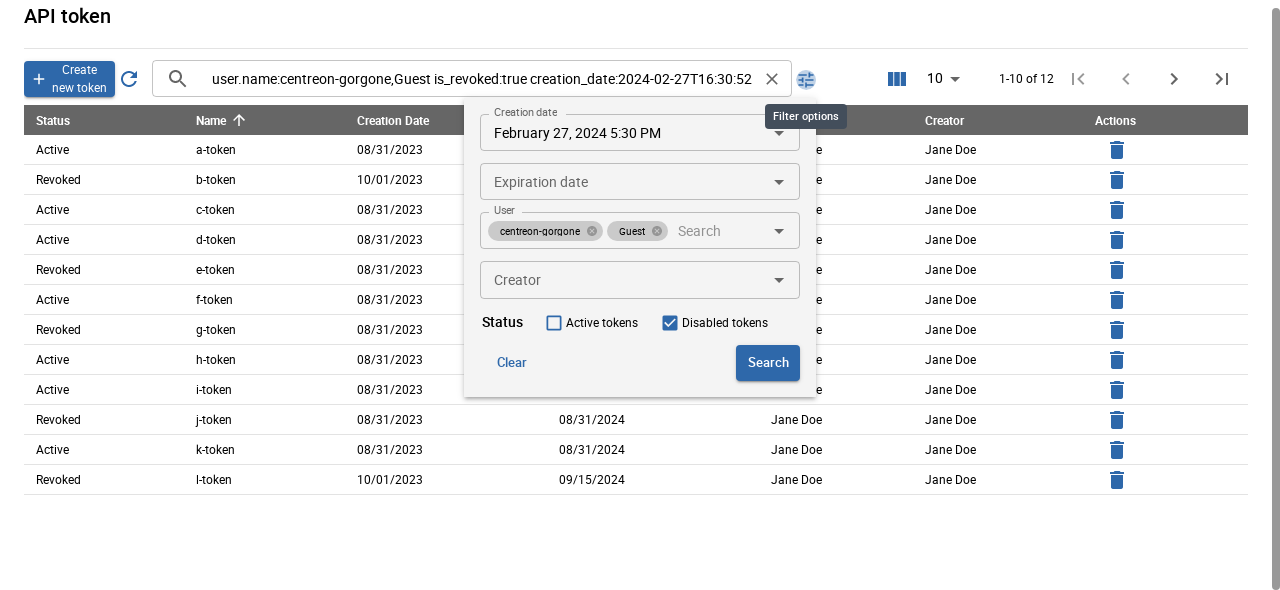 API token
Create
new token
user.name:centreon-gorgone,Guest is_revoked:true creation_date:2024-02-27T16:30:52
10
1-10 of 12
Filter options
Status Name Creation Date Creator Actions
Creation date
February 27, 2024 5:30 PM
Expiration date
User
centreon-gorgone Guest Search
Creator
Status Active tokens Disabled tokens
Clear Search
Active a-token 08/31/2023 e Jane Doe
Revoked b-token 10/01/2023 e Jane Doe
Active c-token 08/31/2023 e Jane Doe
Active d-token 08/31/2023 e Jane Doe
Revoked e-token 08/31/2023 e Jane Doe
Active f-token 08/31/2023 e Jane Doe
Revoked g-token 08/31/2023 e Jane Doe
Active h-token 08/31/2023 e Jane Doe
Active i-token 08/31/2023 e Jane Doe
Revoked j-token 08/31/2023 08/31/2024 Jane Doe Jane Doe
Active k-token 08/31/2023 08/31/2024 Jane Doe Jane Doe
Revoked l-token 10/01/2023 09/15/2024 Jane Doe Jane Doe